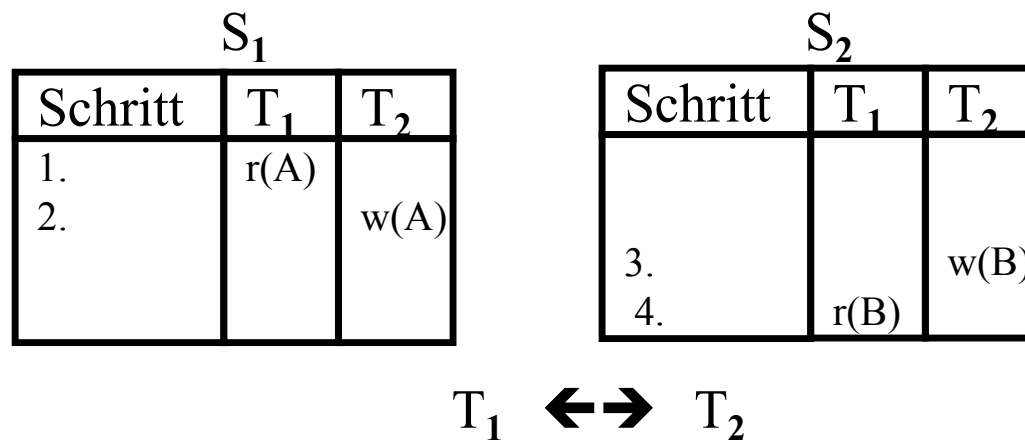 S₁ S₂
Schritt T₁ T₂ Schritt T₁ T₂
1. r(A)
2. w(A)
3. w(B)
4. r(B)
T₁ ↔ T₂